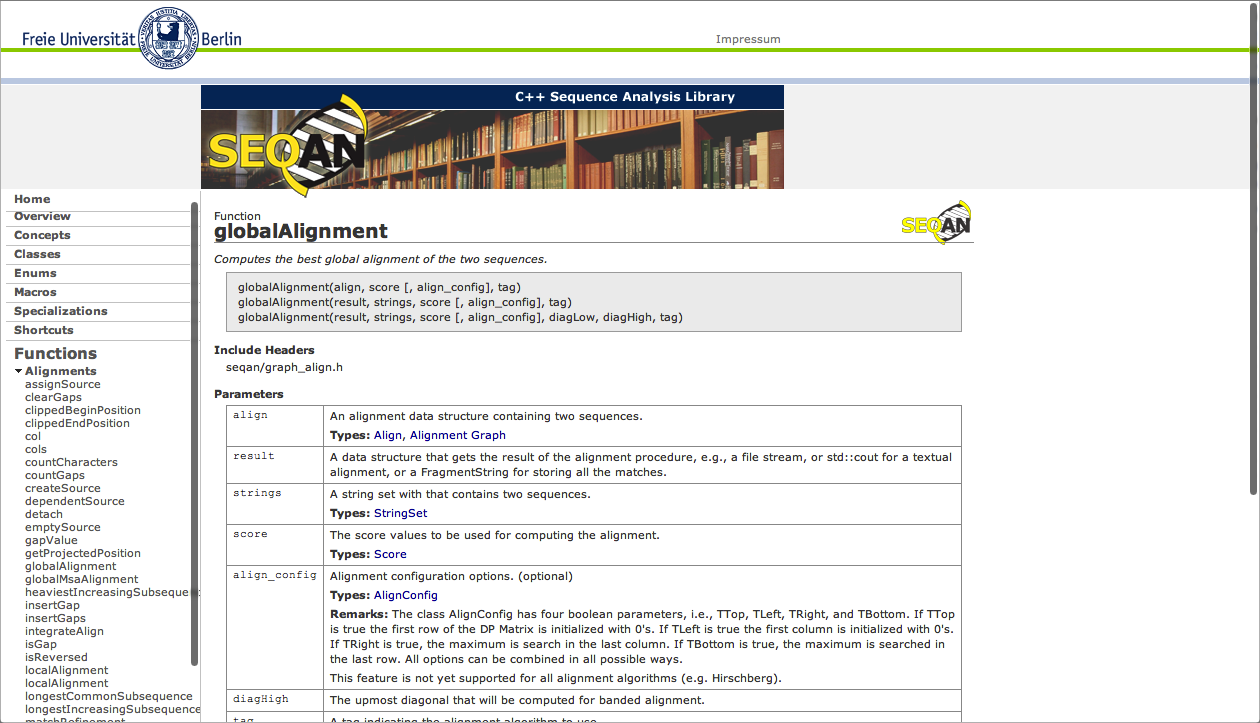 Freie Universität Berlin
Impressum
C++ Sequence Analysis Library
SEQAN
Home
Overview
Concepts
Classes
Enums
Macros
Specializations
Shortcuts
Functions
Alignments
assignSource
clearGaps
clippedBeginPosition
clippedEndPosition
col
cols
countCharacters
countGaps
createSource
dependentSource
detach
emptySource
gapValue
getProjectedPosition
globalAlignment
globalMsaAlignment
heaviestIncreasingSubseque
insertGap
insertGaps
integrateAlign
isGap
isReversed
localAlignment
localAlignment
longestCommonSubsequence
longestIncreasingSubsequence
matchRefinement
Function
globalAlignment
SEQAN
Computes the best global alignment of the two sequences.
globalAlignment(align, score [, align_config], tag)
globalAlignment(result, strings, score [, align_config], tag)
globalAlignment(result, strings, score [, align_config], diagLow, diagHigh, tag)
Include Headers
seqan/graph_align.h
Parameters
align
An alignment data structure containing two sequences.
Types: Align, Alignment Graph
result
A data structure that gets the result of the alignment procedure, e.g., a file stream, or std::cout for a textual
alignment, or a FragmentString for storing all the matches.
strings
A string set with that contains two sequences.
Types: StringSet
score
The score values to be used for computing the alignment.
Types: Score
align_config
Alignment configuration options. (optional)
Types: AlignConfig
Remarks: The class AlignConfig has four boolean parameters, i.e., TTop, TLeft, TRight, and TBottom. If TTop
is true the first row of the DP Matrix is initialized with 0's. If TLeft is true the first column is initialized with 0's.
If TRight is true, the maximum is search in the last column. If TBottom is true, the maximum is searched in
the last row. All options can be combined in all possible ways.
This feature is not yet supported for all alignment algorithms (e.g. Hirschberg).
diagHigh
The upmost diagonal that will be computed for banded alignment.
tag
A tag indicating the alignment algorithm to use.